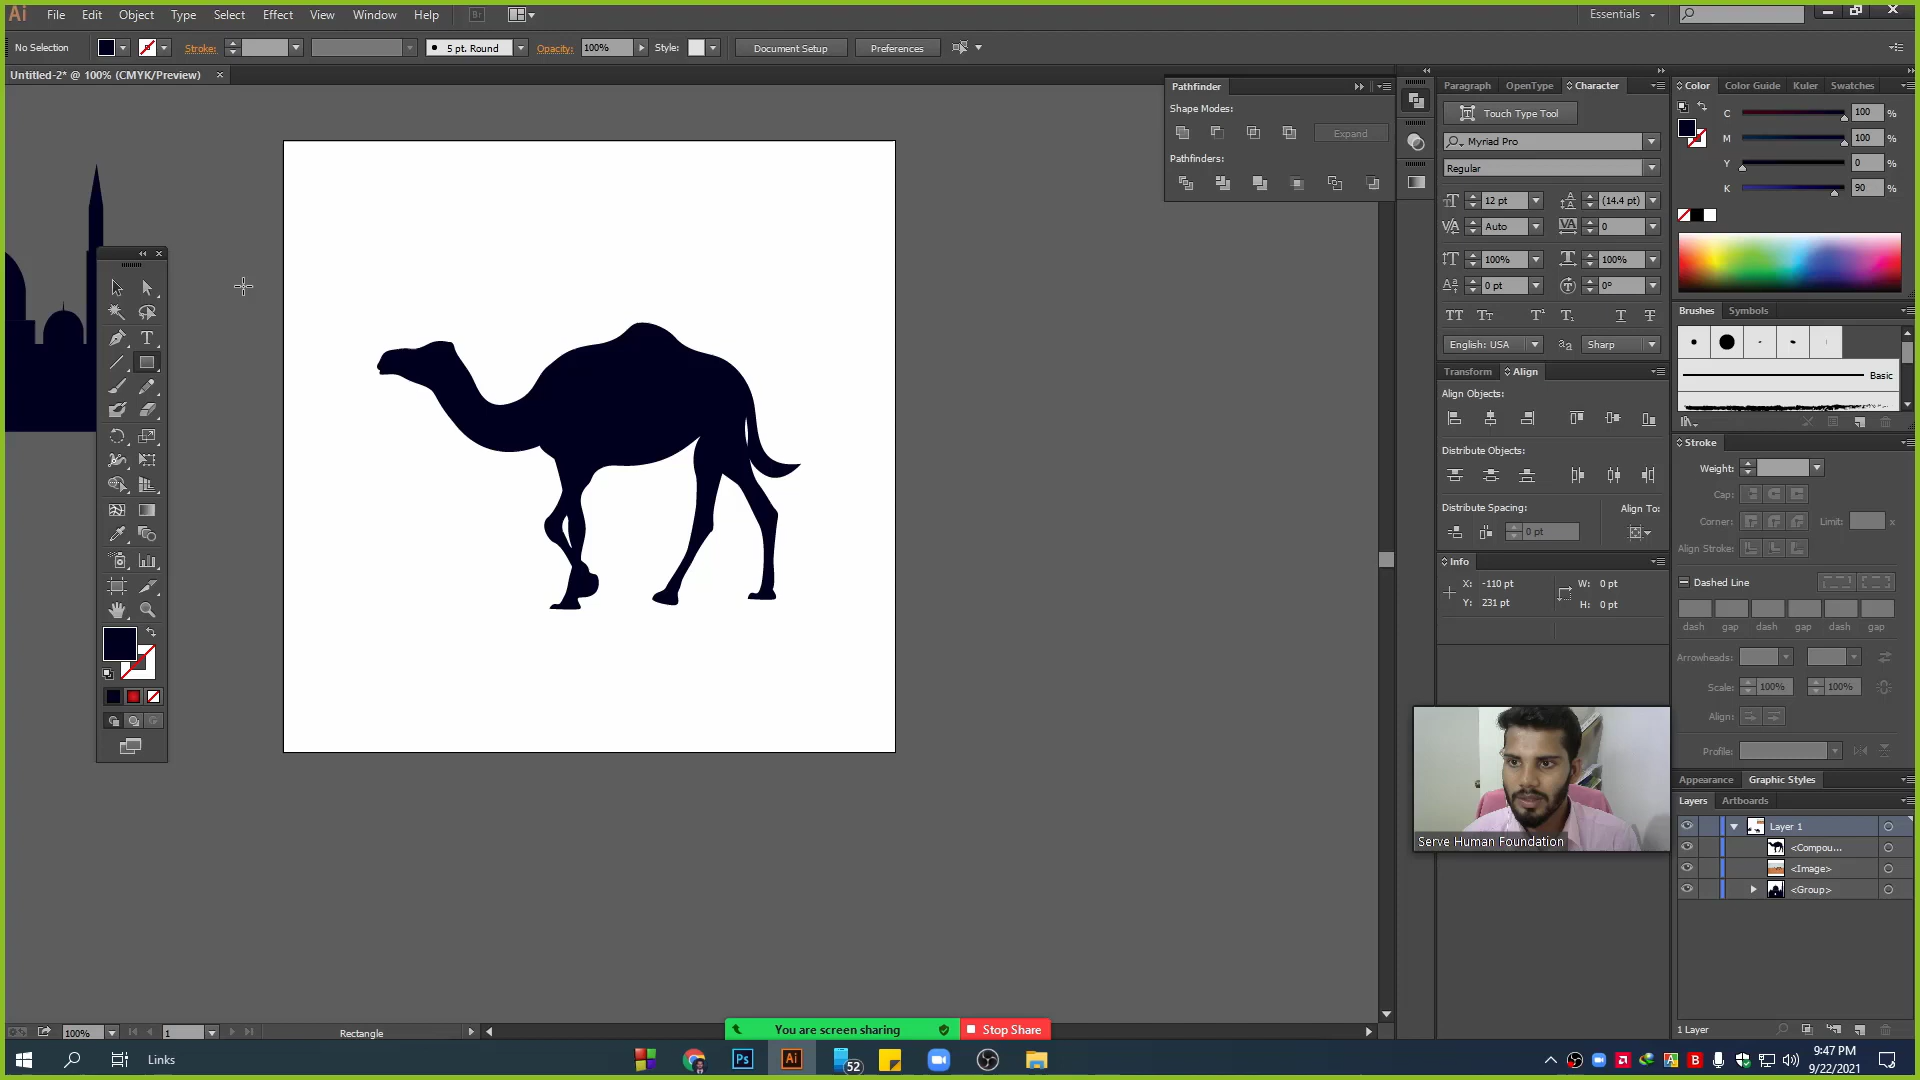 Ai File Edit Object Type Select Effect View Window Help Br Essentials
No Selection Stroke: 5 pt. Round Opacity: 100% Style: Document Setup Preferences
Untitled-2* @ 100% (CMYK/Preview) ×
Pathfinder
Shape Modes:
Expand
Pathfinders:
Paragraph OpenType Character
Touch Type Tool
Myriad Pro
Regular
12 pt (14.4 pt)
Auto 0
100% 100%
0 pt 0°
English: USA Sharp
Transform Align
Align Objects:
Distribute Objects:
Distribute Spacing: Align To:
0 pt
Info
X: -110 pt W: 0 pt
Y: 231 pt H: 0 pt
Color Color Guide Kuler Swatches
C 100 %
M 100 %
Y 0 %
K 90 %
Brushes Symbols
Basic
Stroke
Weight:
Cap:
Corner: Limit: x
Align Stroke:
Dashed Line
dash gap dash gap dash gap
Arrowheads:
Scale: 100% 100%
Align:
Profile:
Appearance Graphic Styles
Layers Artboards
Layer 1
<Compou...
<Image>
<Group>
1 Layer
Serve Human Foundation
100% 1 Rectangle
You are screen sharing Stop Share
Links Ps Ai 52
9:47 PM
9/22/2021